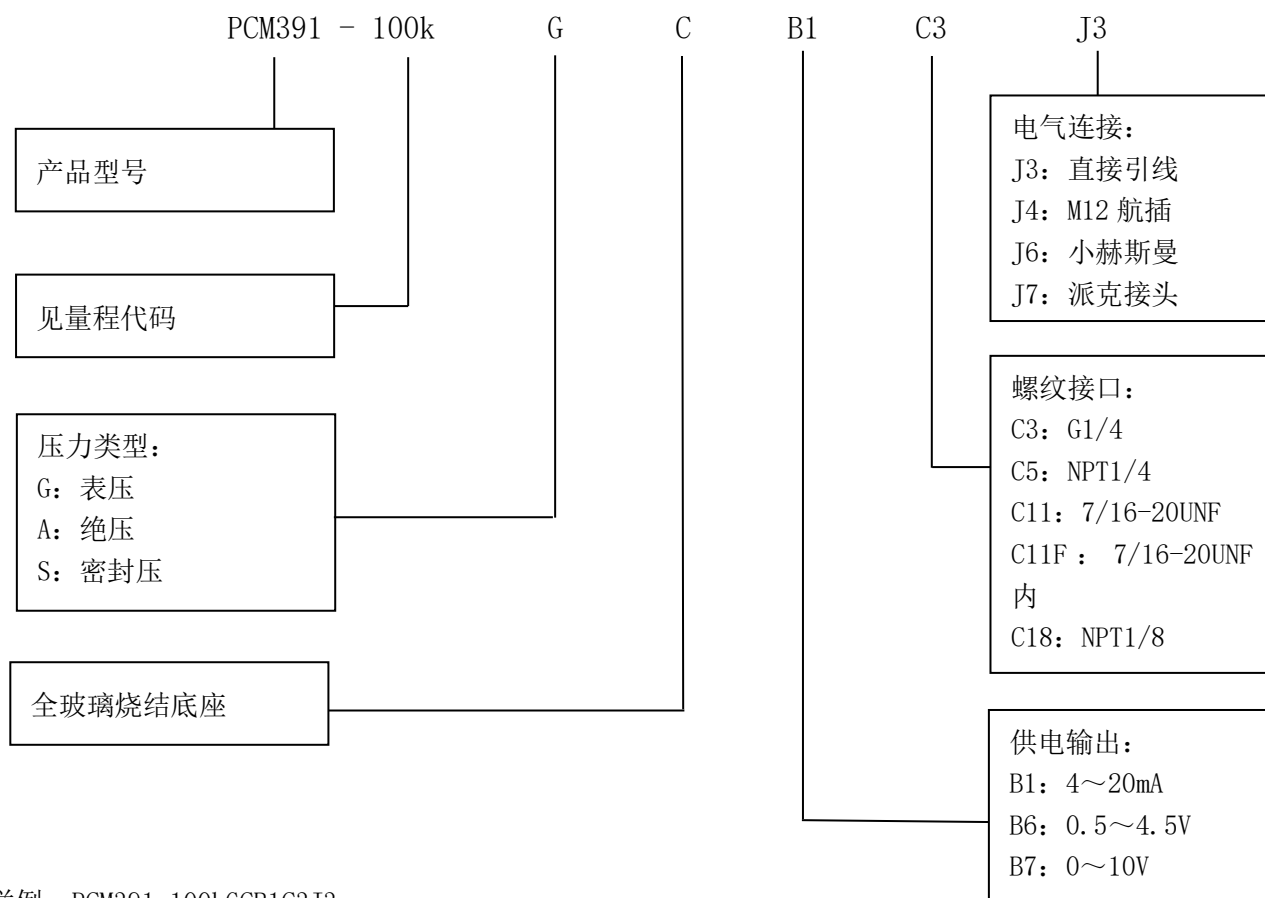 PCM391 - 100k G C B1 C3 J3
产品型号
见量程代码
压力类型：
G：表压
A：绝压
S：密封压
全玻璃烧结底座
电气连接：
J3：直接引线
J4：M12 航插
J6：小赫斯曼
J7：派克接头
螺纹接口：
C3：G1/4
C5：NPT1/4
C11：7/16-20UNF
C11F ： 7/16-20UNF
内
C18：NPT1/8
供电输出：
B1：4～20mA
B6：0.5～4.5V
B7：0～10V